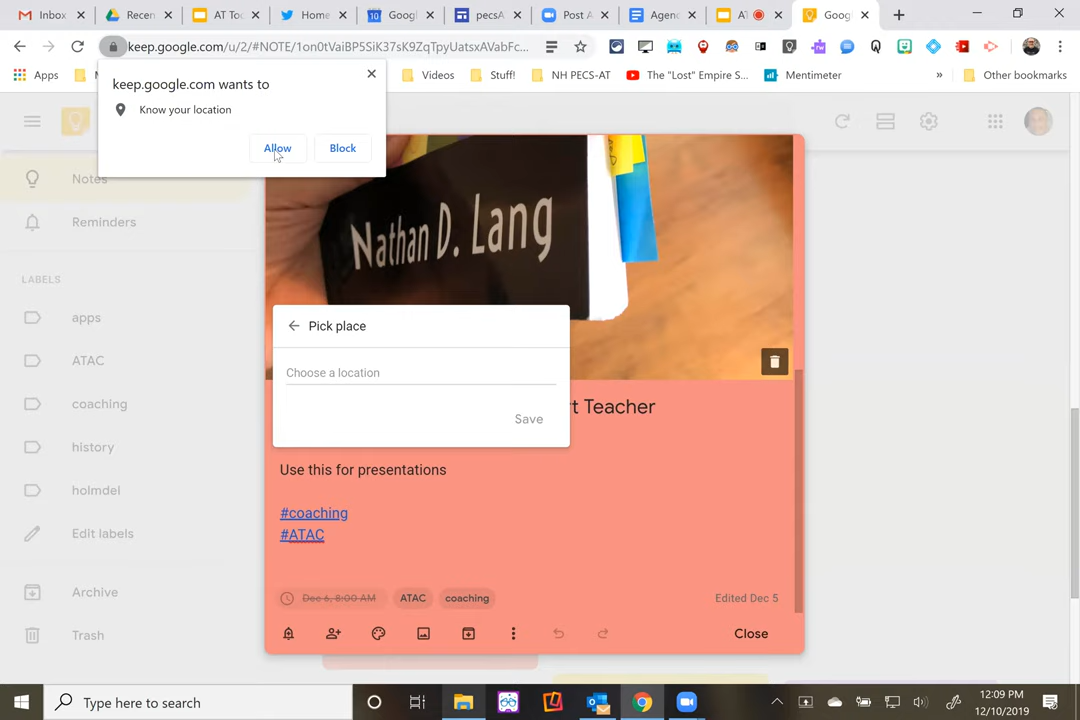 Inbox
Recen
AT Too
Home
10
Googl
pecsA
Post A
Agend
AT
Goog
keep.google.com/u/2/#NOTE/1on0tVaiBP5SiK37sK9ZqTpyUatsxAVabFc...
Apps
M
Videos
Stuff!
NH PECS-AT
The "Lost" Empire S...
Mentimeter
»
Other bookmarks
keep.google.com wants to
Know your location
Allow
Block
Notes
Reminders
LABELS
apps
ATAC
coaching
history
holmdel
Edit labels
Archive
Trash
Nathan D. Lang
Pick place
Choose a location
Save
t Teacher
Use this for presentations
#coaching
#ATAC
Dec 6, 8:00 AM
ATAC
coaching
Edited Dec 5
Close
Type here to search
12:09 PM
12/10/2019